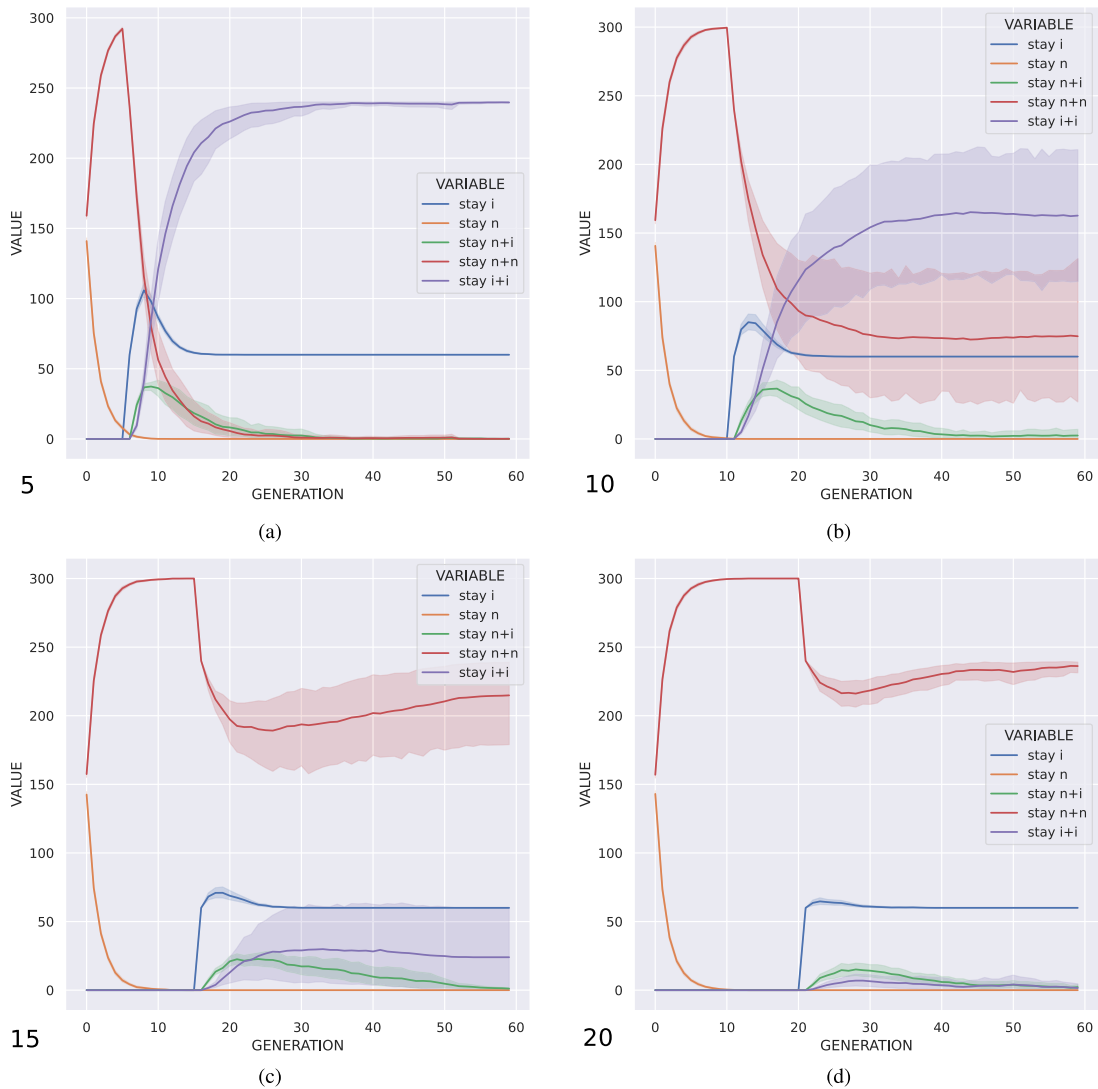 300
250
200
150
100
50
0
VALUE
VARIABLE
stay i
stay n
stay n+i
stay n+n
stay i+i
0 10 20 30 40 50 60
GENERATION
5
(a)
300
250
200
150
100
50
0
VALUE
VARIABLE
stay i
stay n
stay n+i
stay n+n
stay i+i
0 10 20 30 40 50 60
GENERATION
10
(b)
300
250
200
150
100
50
0
VALUE
VARIABLE
stay i
stay n
stay n+i
stay n+n
stay i+i
0 10 20 30 40 50 60
GENERATION
15
(c)
300
250
200
150
100
50
0
VALUE
VARIABLE
stay i
stay n
stay n+i
stay n+n
stay i+i
0 10 20 30 40 50 60
GENERATION
20
(d)